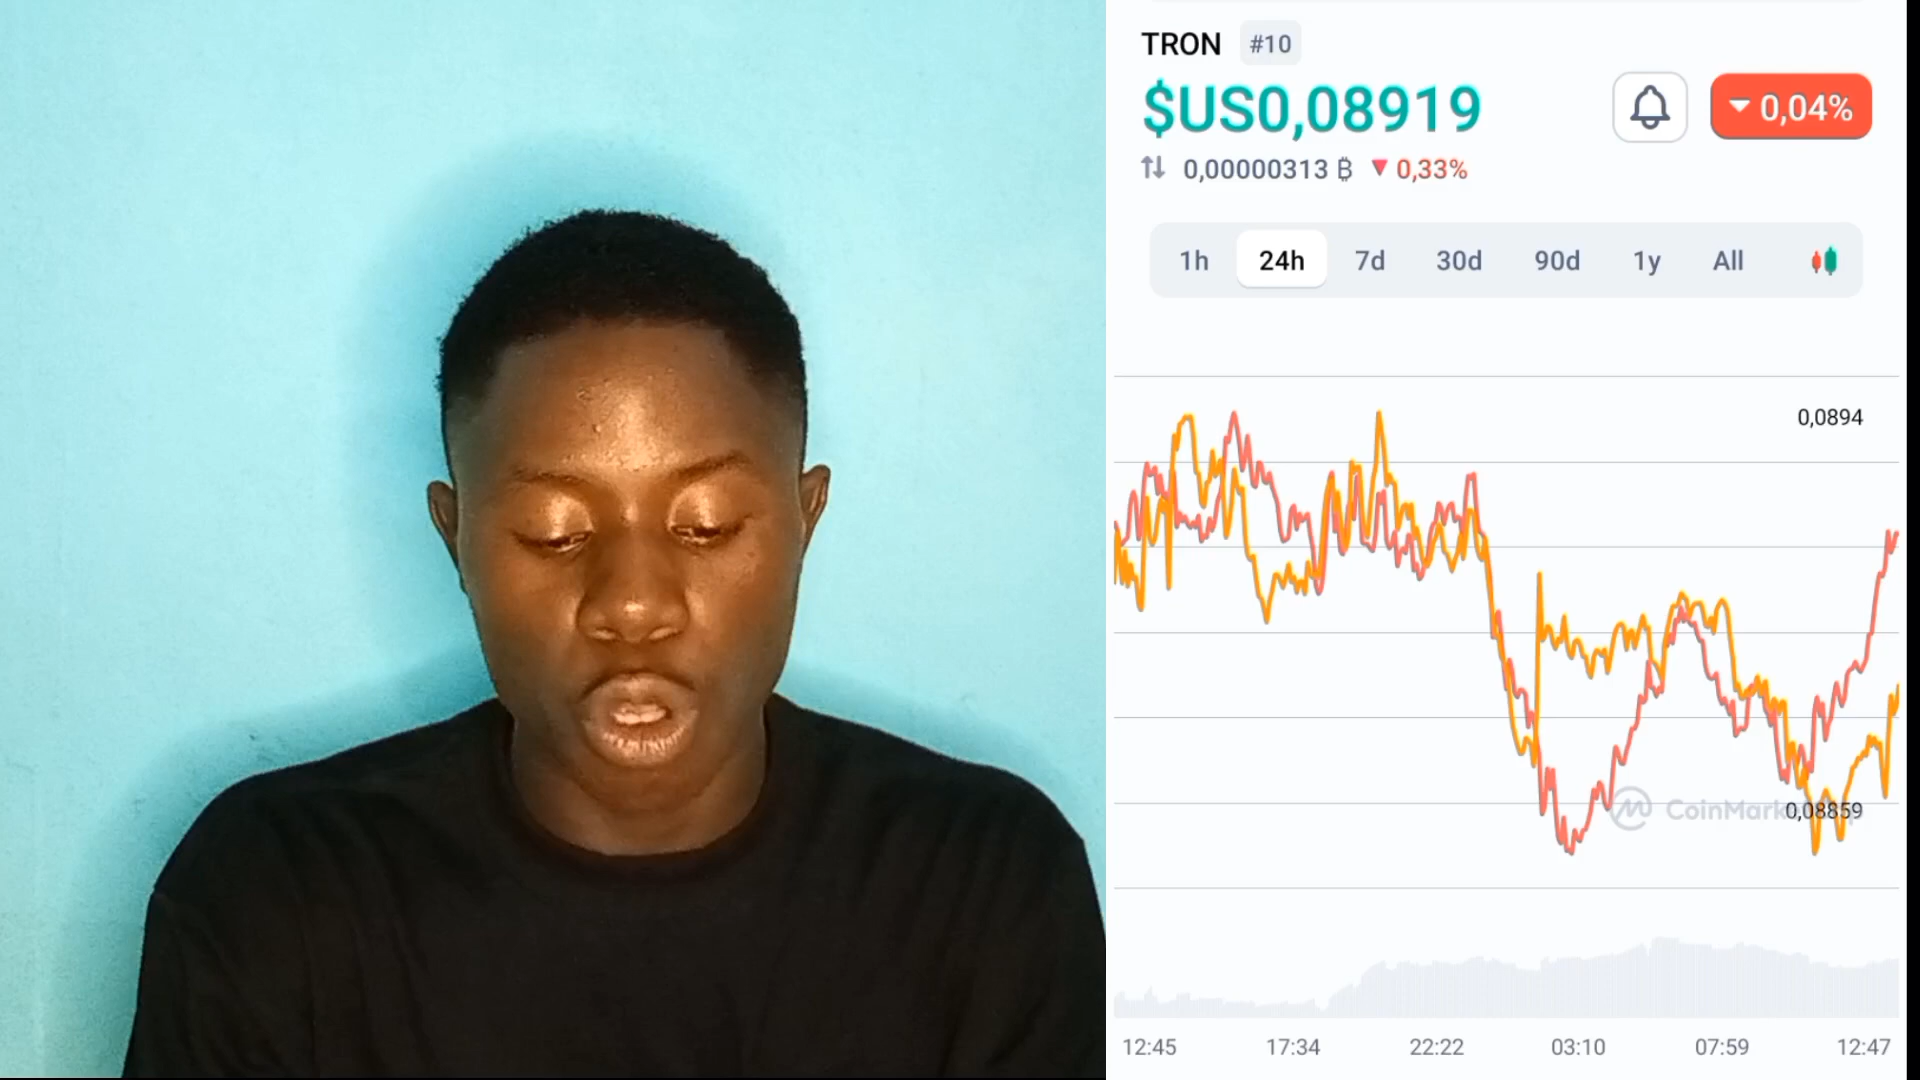 TRON #10
$US0,08919
▼ 0,04%
0,00000313 ₿ ▼ 0,33%
1h 24h 7d 30d 90d 1y All
0,0894
CoinMark
0,08859
12:45 17:34 22:22 03:10 07:59 12:47